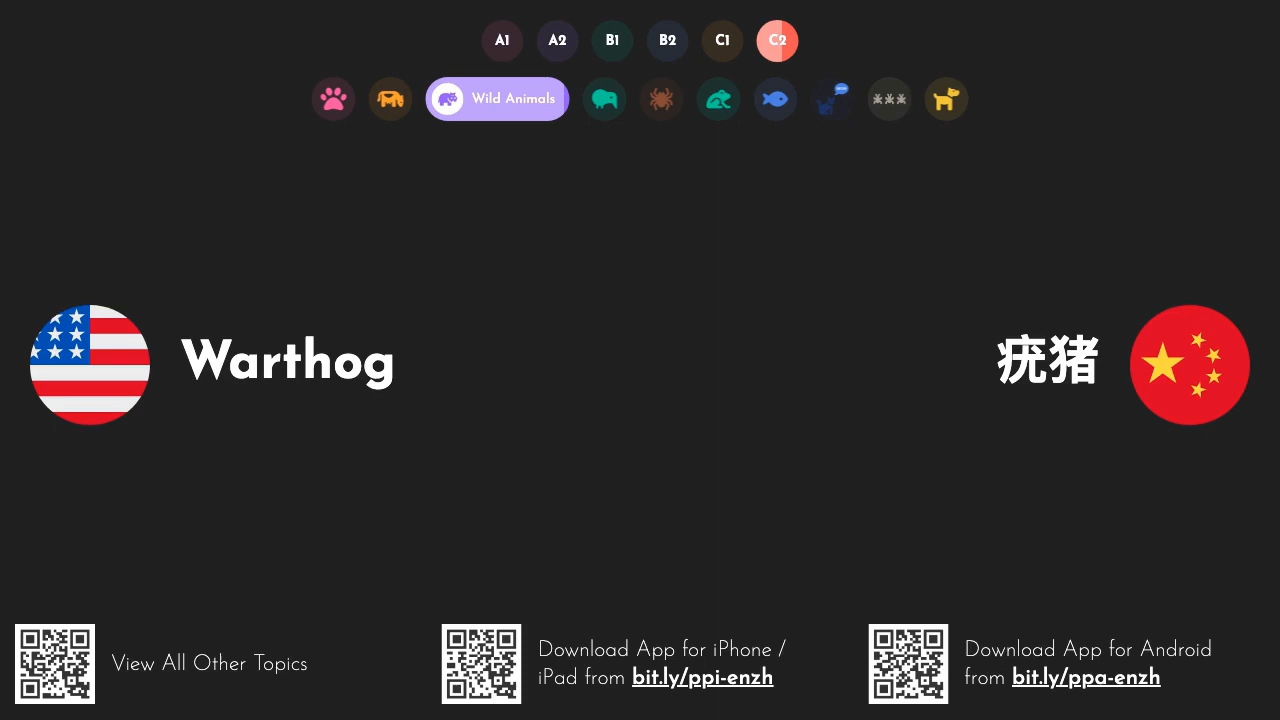 A1 A2 B1 B2 C1 C2
Wild Animals
Warthog
疣猪
View All Other Topics
Download App for iPhone /
iPad from bit.ly/ppi-enzh
Download App for Android
from bit.ly/ppa-enzh